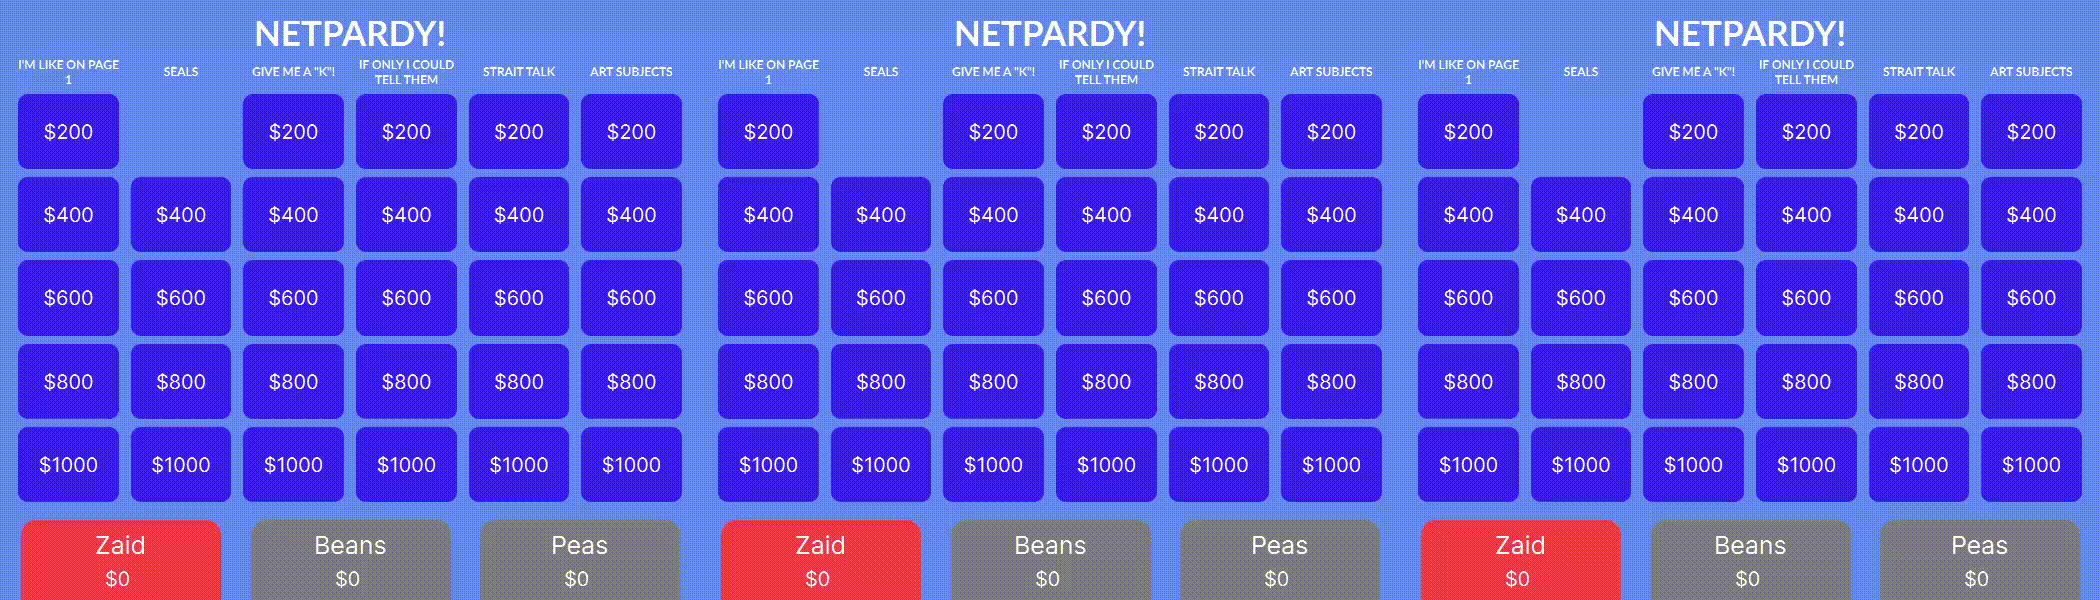 NETPARDY!
I'M LIKE ON PAGE 1 SEALS GIVE ME A "K"! IF ONLY I COULD TELL THEM STRAIT TALK ART SUBJECTS
$200 $200 $200 $200 $200
$400 $400 $400 $400 $400 $400
$600 $600 $600 $600 $600 $600
$800 $800 $800 $800 $800 $800
$1000 $1000 $1000 $1000 $1000 $1000
Zaid Beans Peas
$0 $0 $0
NETPARDY!
I'M LIKE ON PAGE 1 SEALS GIVE ME A "K"! IF ONLY I COULD TELL THEM STRAIT TALK ART SUBJECTS
$200 $200 $200 $200 $200
$400 $400 $400 $400 $400 $400
$600 $600 $600 $600 $600 $600
$800 $800 $800 $800 $800 $800
$1000 $1000 $1000 $1000 $1000 $1000
Zaid Beans Peas
$0 $0 $0
NETPARDY!
I'M LIKE ON PAGE 1 SEALS GIVE ME A "K"! IF ONLY I COULD TELL THEM STRAIT TALK ART SUBJECTS
$200 $200 $200 $200 $200
$400 $400 $400 $400 $400 $400
$600 $600 $600 $600 $600 $600
$800 $800 $800 $800 $800 $800
$1000 $1000 $1000 $1000 $1000 $1000
Zaid Beans Peas
$0 $0 $0